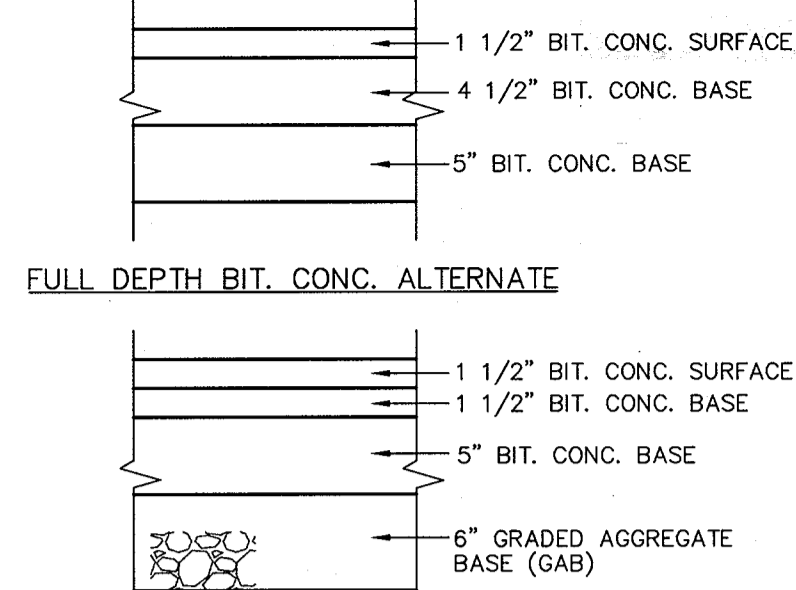 1 1/2" BIT. CONC. SURFACE
4 1/2" BIT. CONC. BASE
5" BIT. CONC. BASE
FULL DEPTH BIT. CONC. ALTERNATE
1 1/2" BIT. CONC. SURFACE
1 1/2" BIT. CONC. BASE
5" BIT. CONC. BASE
6" GRADED AGGREGATE
BASE (GAB)